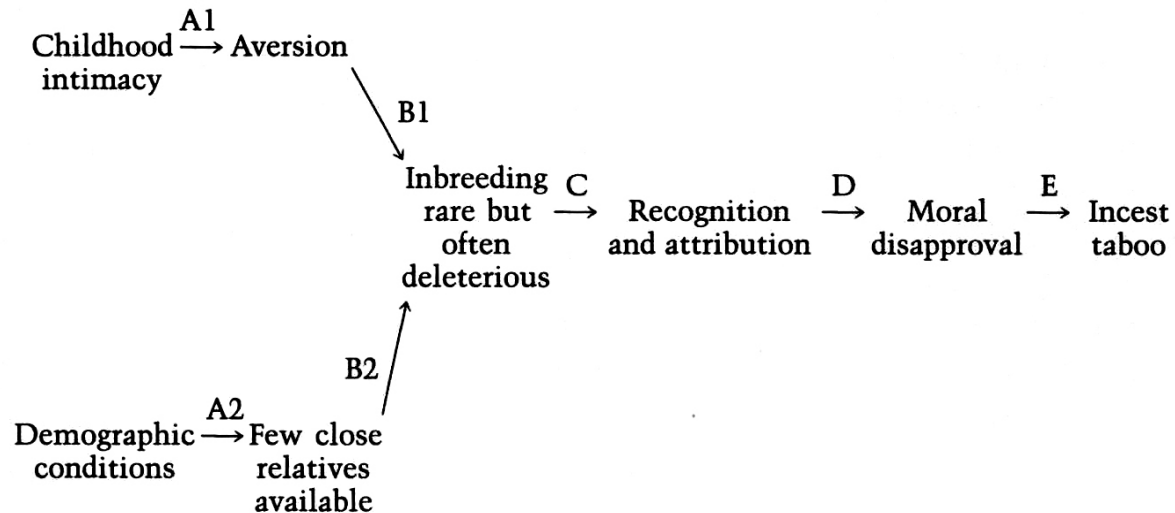 A1
Childhood → Aversion
intimacy
B1
Inbreeding
rare but
often
deleterious
C
→
Recognition
and attribution
D
→
Moral
disapproval
E
→
Incest
taboo
B2
A2
Demographic → Few close
conditions
relatives
available